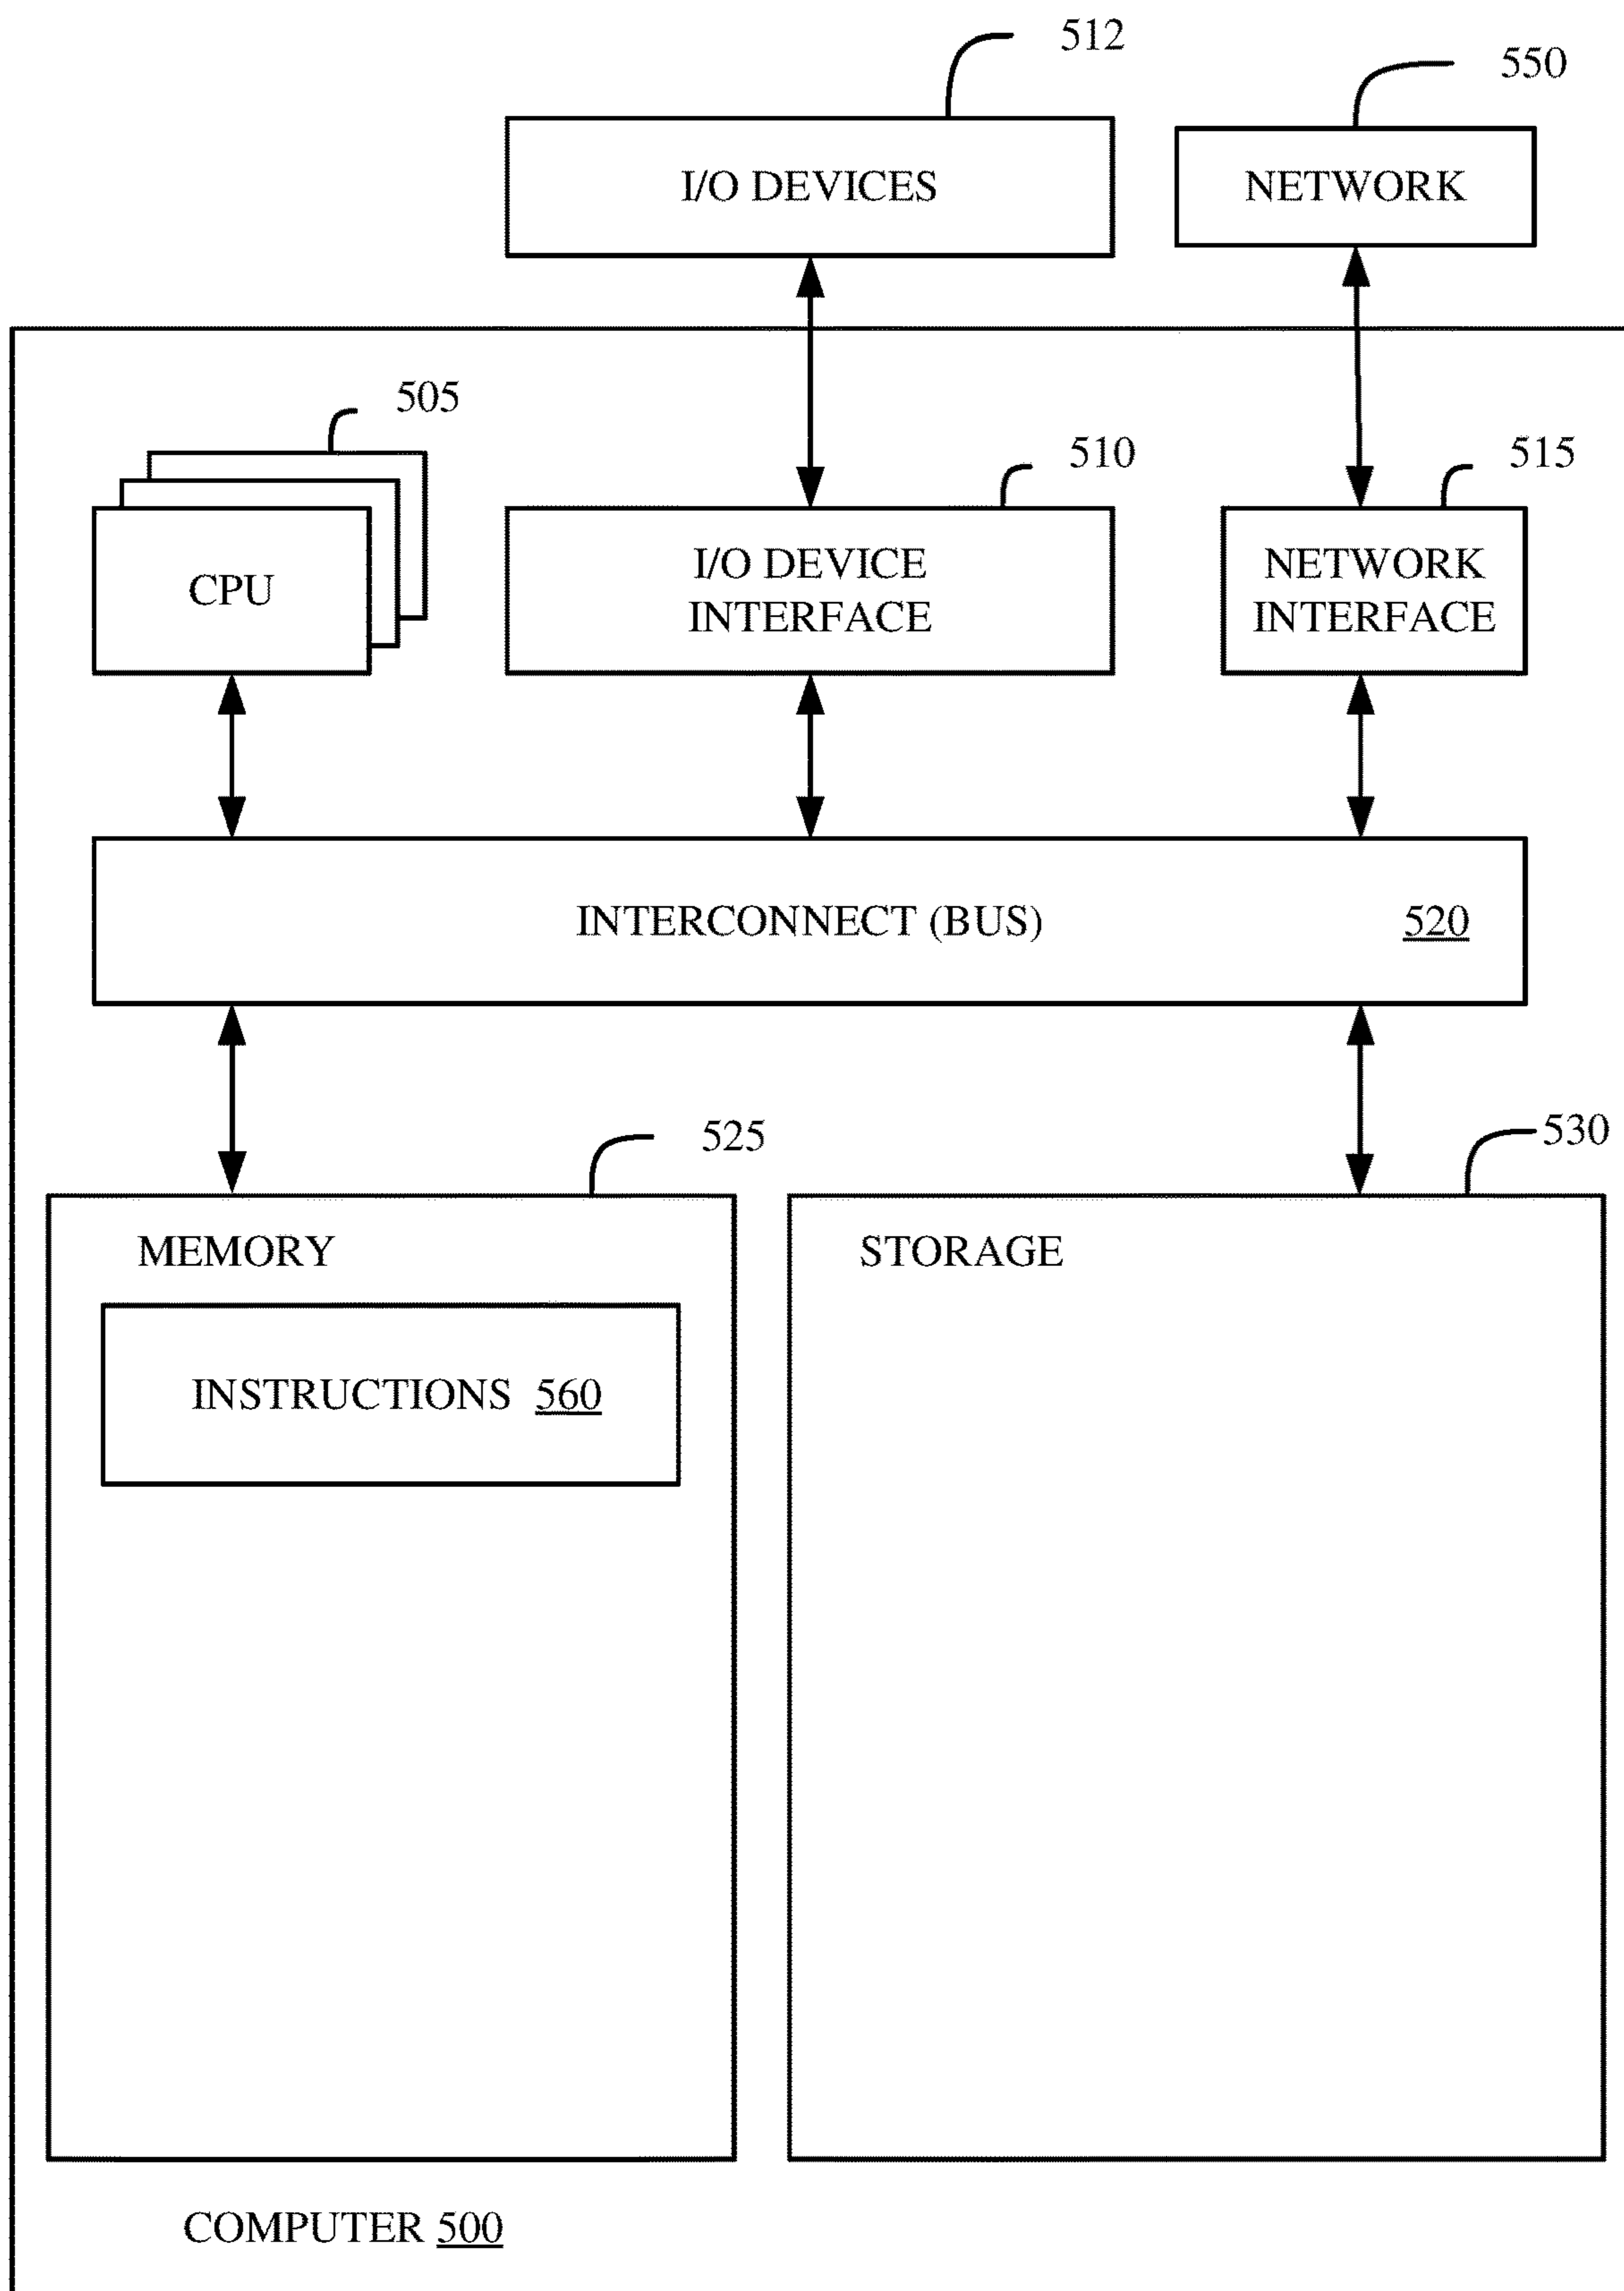 512
550
I/O DEVICES
NETWORK
505
510
515
CPU
I/O DEVICE
INTERFACE
NETWORK
INTERFACE
INTERCONNECT (BUS) 520
525
530
MEMORY
STORAGE
INSTRUCTIONS 560
COMPUTER 500